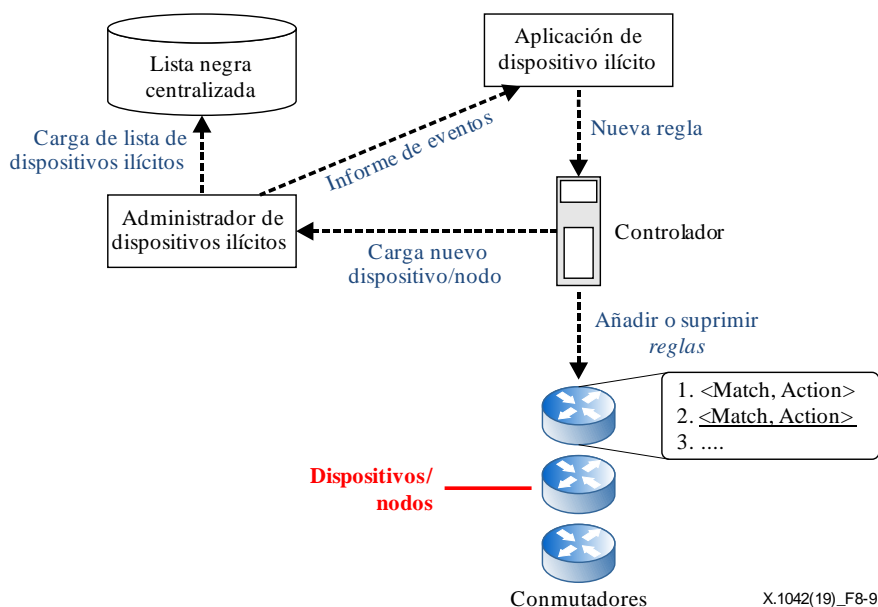 Lista negra
centralizada
Aplicación de
dispositivo ilícito
Carga de lista de
dispositivos ilícitos
Informe de eventos
Nueva regla
Administrador de
dispositivos ilícitos
Controlador
Carga nuevo
dispositivo/nodo
Añadir o suprimir
reglas
1. <Match, Action>
2. <Match, Action>
3. ....
Dispositivos/
nodos
Conmutadores
X.1042(19)_F8-9